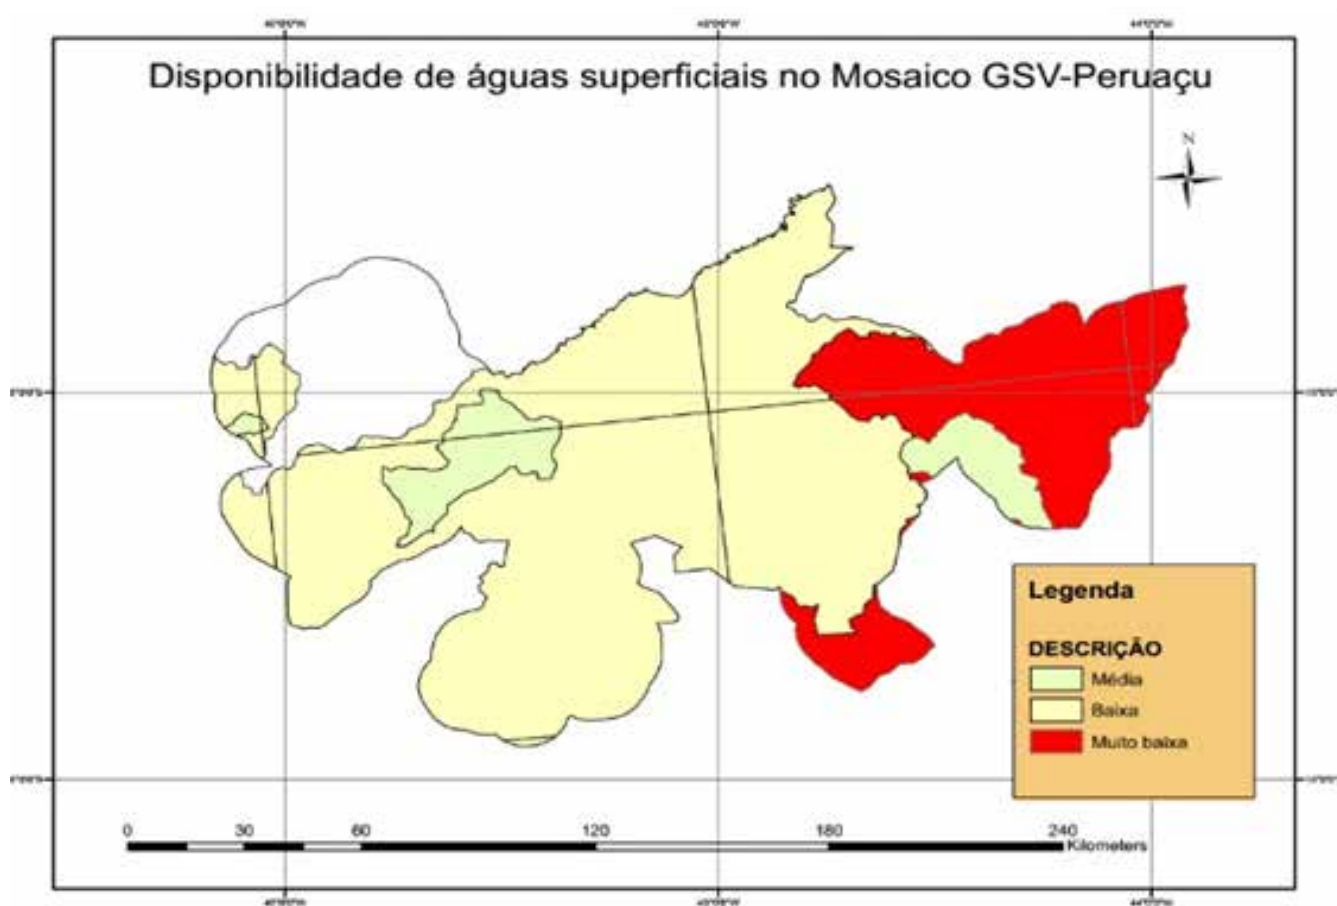 Disponibilidade de águas superficiais no Mosaico GSV-Peruaçu
N
Legenda
DESCRIÇÃO
Média
Baixa
Muito baixa
0 30 60 120 180 240
Kilometers